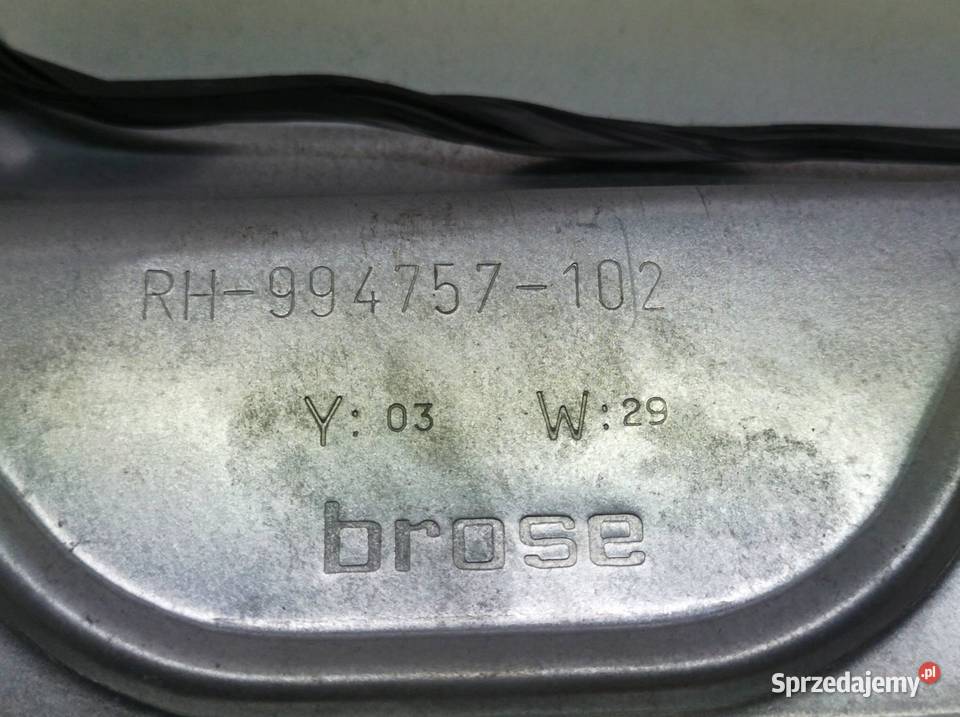 RH-994757-102
Y: 03 W: 29
brose
Sprzedajemy.pl